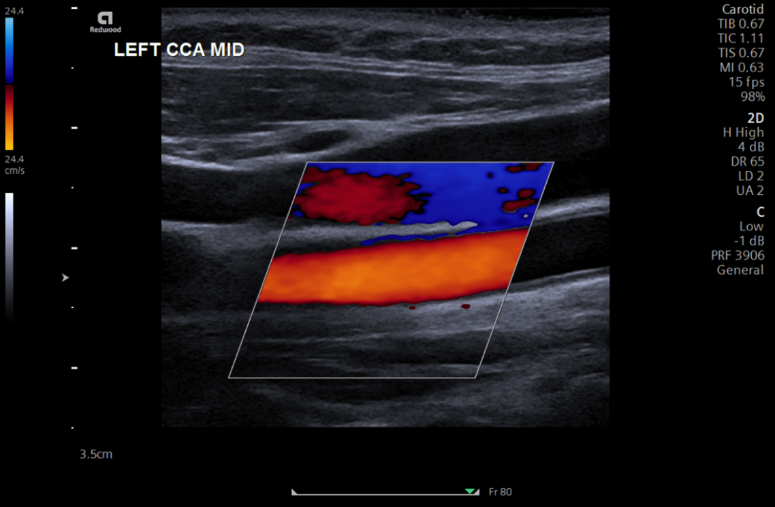 24.4
24.4
cm/s
a
Redwood
LEFT CCA MID
3.5cm
Fr 80
Carotid
TIB 0.67
TIC 1.11
TIS 0.67
MI 0.63
15 fps
98%
2D
H High
4 dB
DR 65
LD 2
UA 2
C
Low
-1 dB
PRF 3906
General